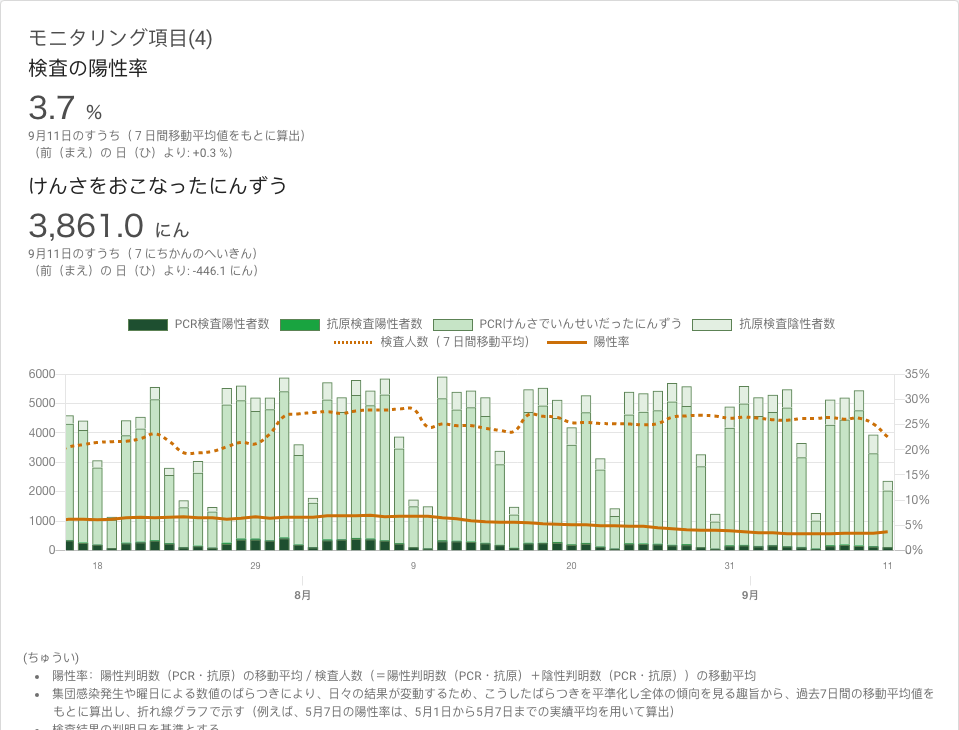 モニタリング項目(4)
検査の陽性率
3.7 %
9月11日のすうち（７日間移動平均値をもとに算出）
（前（まえ）の 日（ひ）より: +0.3 %）
けんさをおこなったにんずう
3,861.0 にん
9月11日のすうち（７にちかんのへいきん）
（前（まえ）の 日（ひ）より: -446.1 にん）
PCR検査陽性者数 抗原検査陽性者数 PCRけんさでいんせいだったにんずう 抗原検査陰性者数
検査人数（７日間移動平均） 陽性率
6000 35%
5000 30%
4000 25%
3000 20%
2000 15%
1000 10%
0 5%
0%
18 29 9 20 31 11
8月 9月
(ちゅうい)
• 陽性率：陽性判明数（PCR・抗原）の移動平均 / 検査人数（＝陽性判明数（PCR・抗原）＋陰性判明数（PCR・抗原））の移動平均
• 集団感染発生や曜日による数値のばらつきにより、日々の結果が変動するため、こうしたばらつきを平準化し全体の傾向を見る趣旨から、過去7日間の移動平均値を
もとに算出し、折れ線グラフで示す（例えば、5月7日の陽性率は、5月1日から5月7日までの実績平均を用いて算出）
• 検査結果の判明日を基準とする